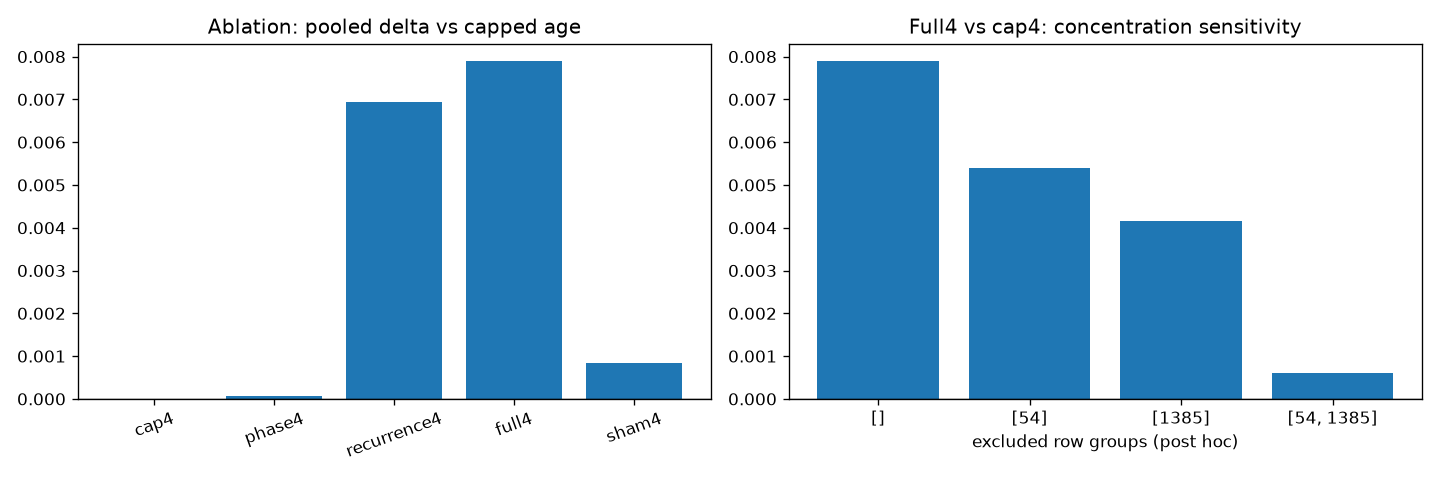 Ablation: pooled delta vs capped age
0.008
0.007
0.006
0.005
0.004
0.003
0.002
0.001
0.000
cap4
phase4
recurrence4
full4
sham4
Full4 vs cap4: concentration sensitivity
0.008
0.007
0.006
0.005
0.004
0.003
0.002
0.001
0.000
[]
[54]
[1385]
[54, 1385]
excluded row groups (post hoc)